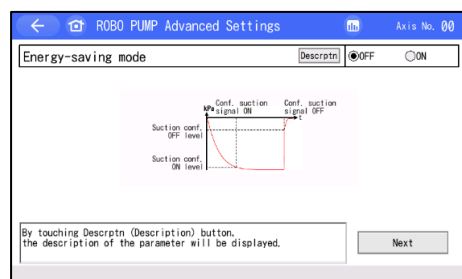 ROBO PUMP Advanced Settings
Axis No. 00
Energy-saving mode
Descrptn
OFF
ON
kPa
Conf. suction
signal ON
Conf. suction
signal OFF
t
Suction conf.
OFF level
Suction conf.
ON level
By touching Descrptn (Description) button,
the description of the parameter will be displayed.
Next